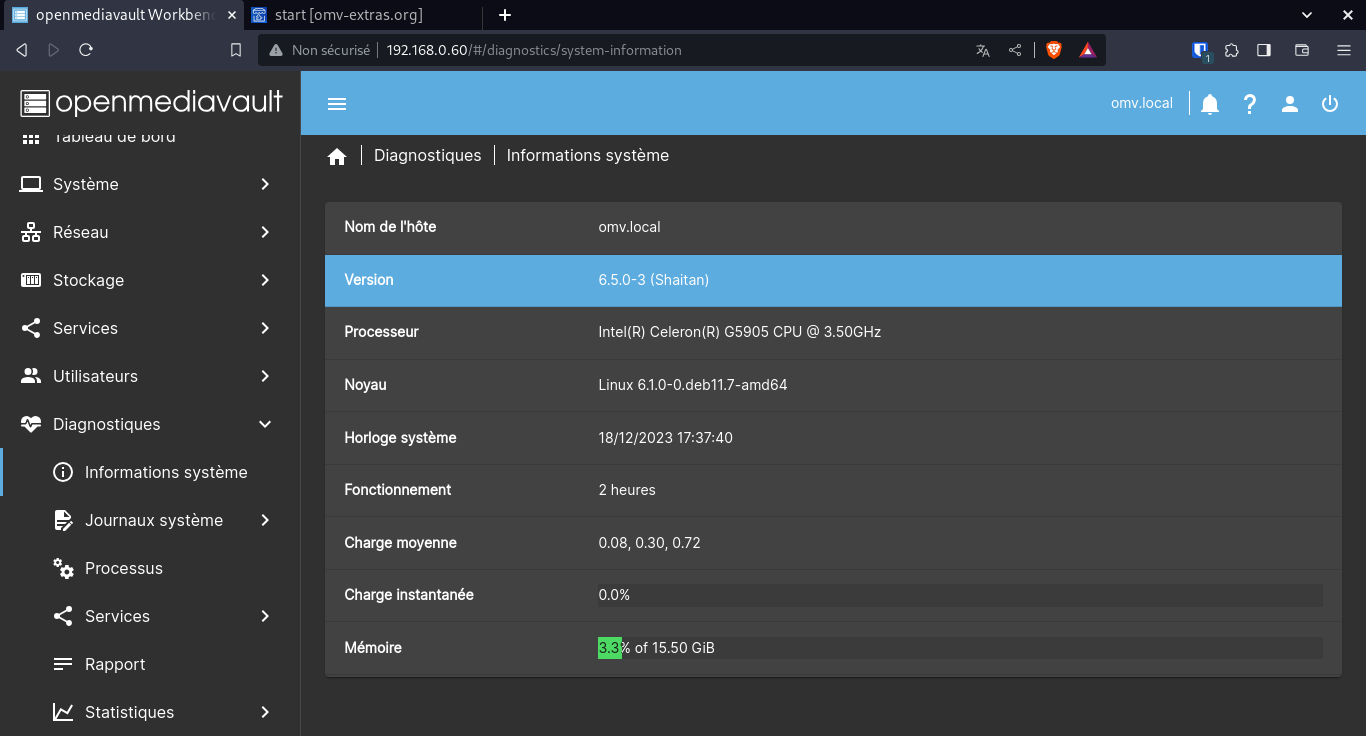 openmediavault Workben
start [omv-extras.org]
Non sécurisé
192.168.0.60/#/diagnostics/system-information
1
openmediavault
omv.local
Tableau de bord
Système
Réseau
Stockage
Services
Utilisateurs
Diagnostiques
Informations système
Journaux système
Processus
Services
Rapport
Statistiques
Diagnostiques
Informations système
Nom de l'hôte omv.local
Version 6.5.0-3 (Shaitan)
Processeur Intel(R) Celeron(R) G5905 CPU @ 3.50GHz
Noyau Linux 6.1.0-0.deb11.7-amd64
Horloge système 18/12/2023 17:37:40
Fonctionnement 2 heures
Charge moyenne 0.08, 0.30, 0.72
Charge instantanée 0.0%
Mémoire 3.3% of 15.50 GiB